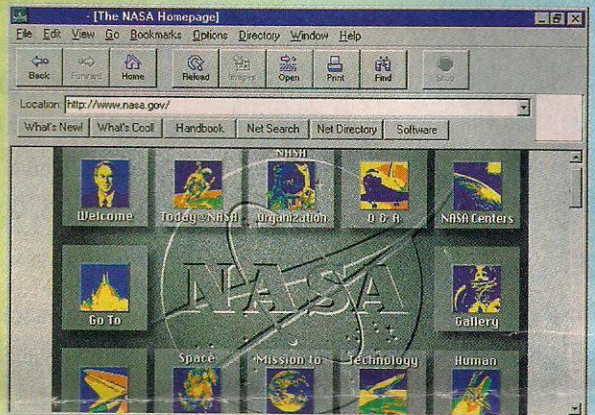 - [The NASA Homepage]
File Edit View Go Bookmarks Options Directory Window Help
Back Forward Home Reload Images Open Print Find Stop
Location: http://www.nasa.gov/
What's New! What's Cool! Handbook Net Search Net Directory Software
NASA
Welcome Today@NASA Organization Q & A NASA Centers
NASA
Go To Gallery
Space Mission to Technology Human